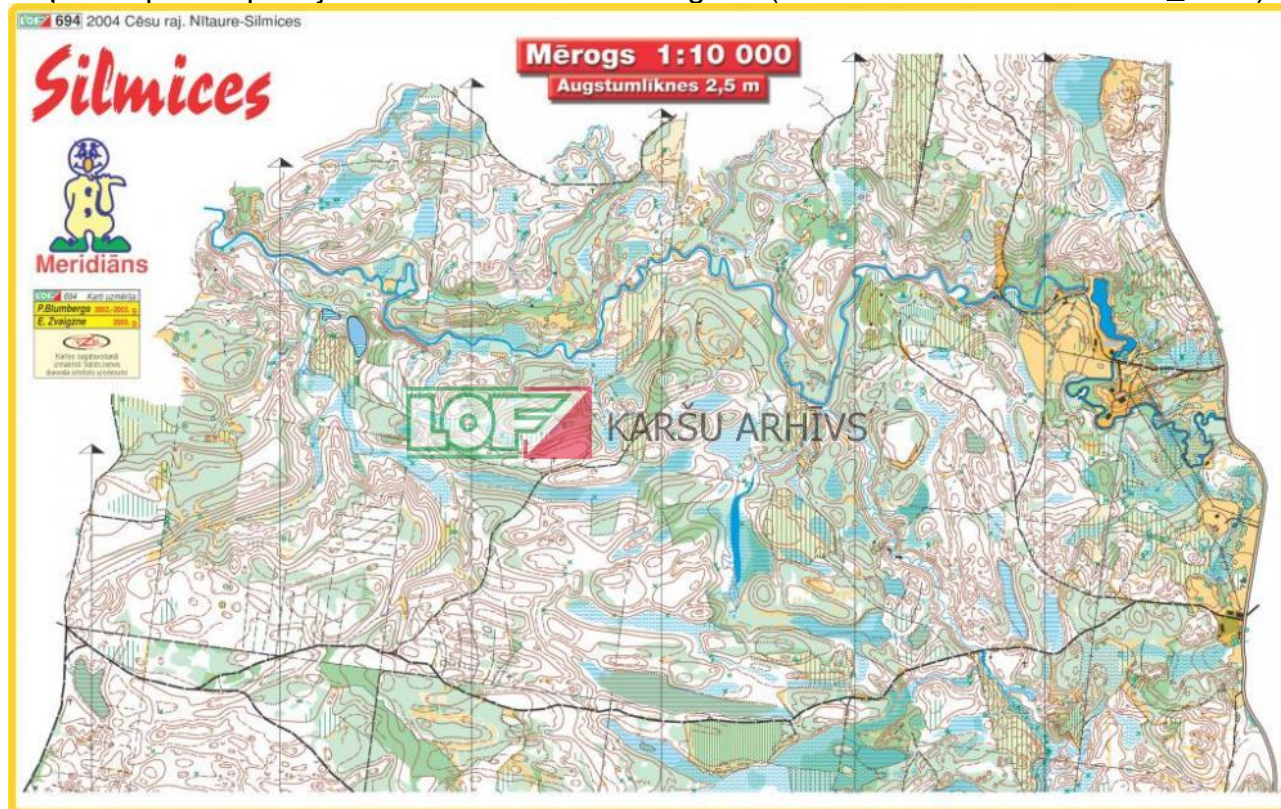 LOF 694 2004 Cēsu raj. Nītaure-Silmices
Silmices
Mērogs 1:10 000
Augstumlīknes 2,5 m
Meridiāns
LOF 694 Karti uzmērīja:
P.Blumbergs 2002.-2003. g.
E. Zvaigzne 2003. g.
LOF KARŠU ARHĪVS